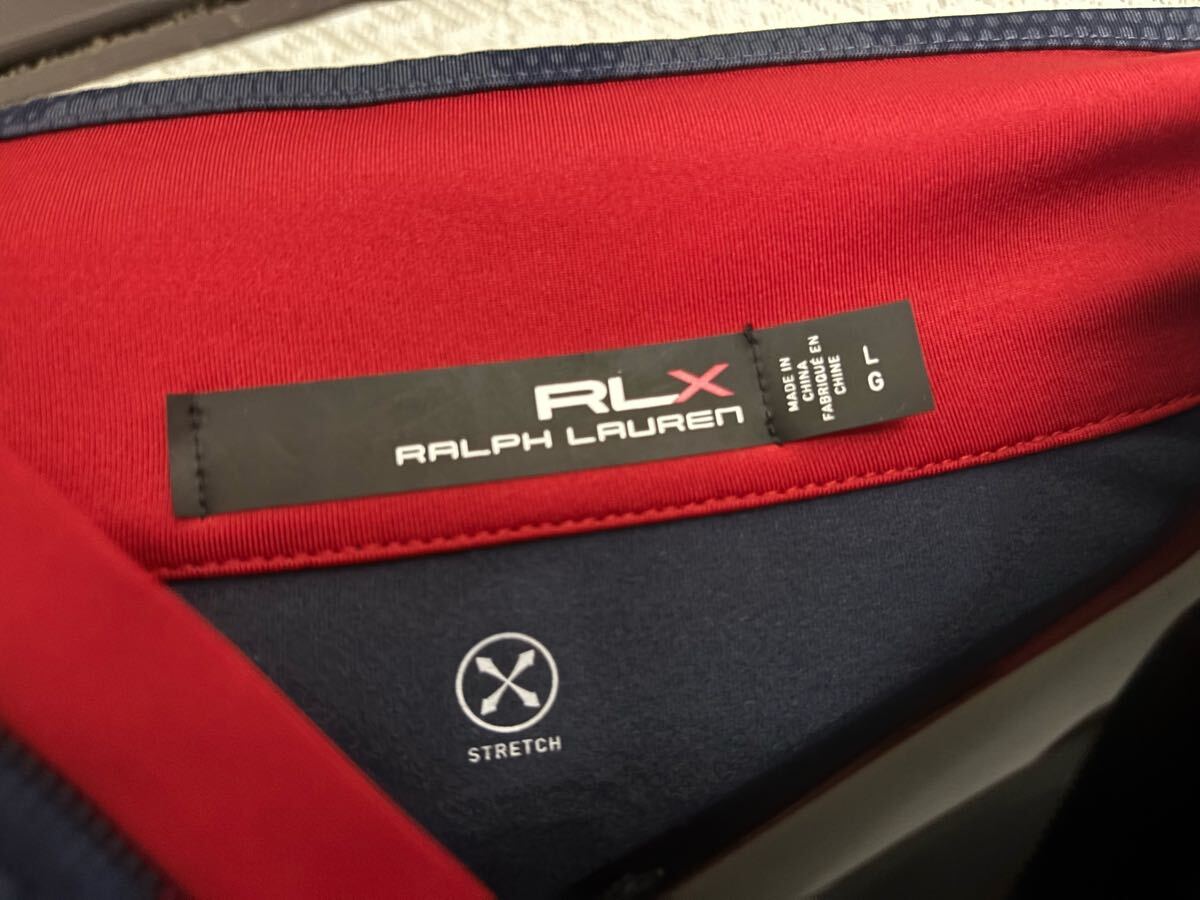 RLX
RALPH LAUREN
MADE IN
CHINA
FABRIQUÉ EN
CHINE
L
G
STRETCH